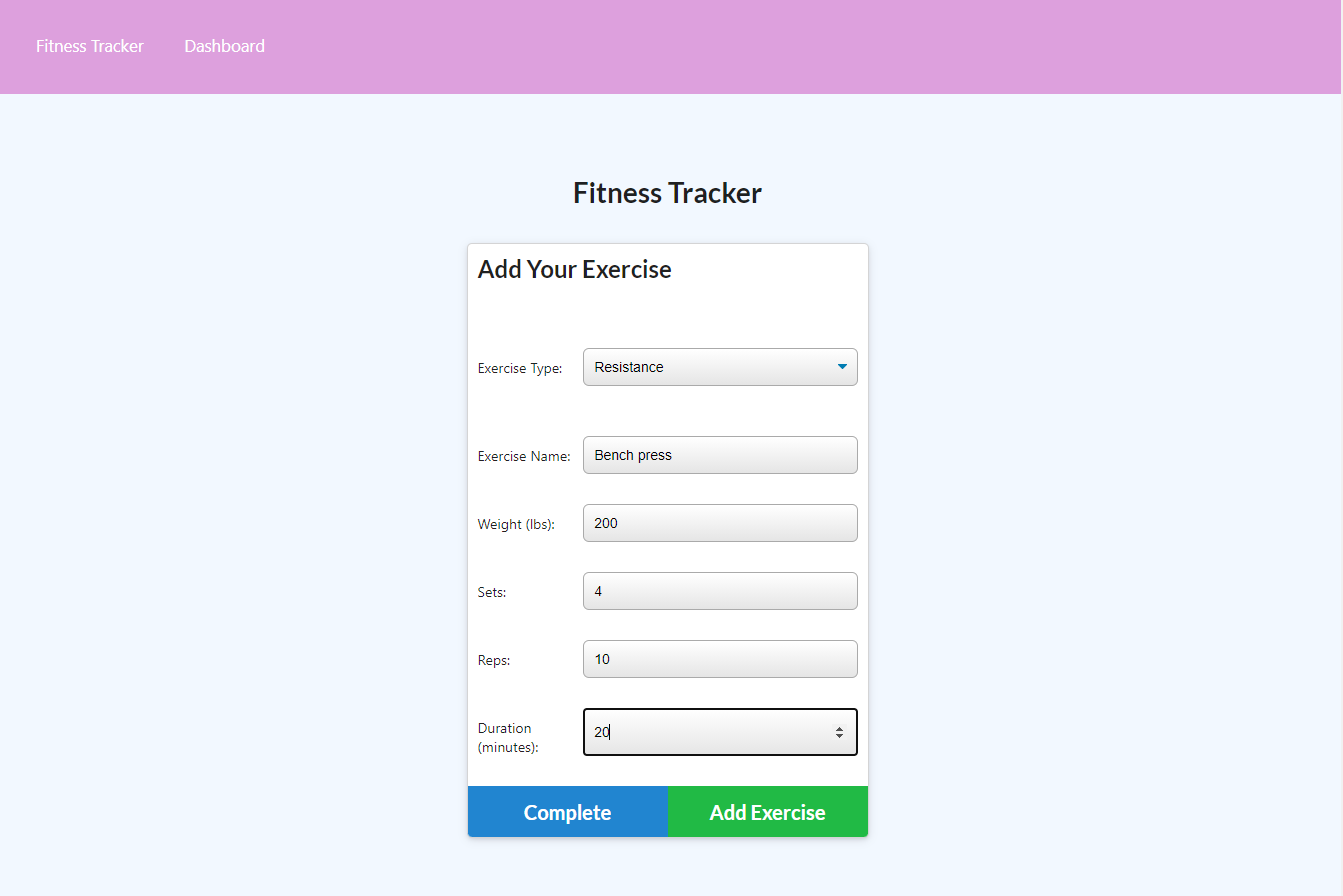 Fitness Tracker Dashboard
Fitness Tracker
Add Your Exercise
Exercise Type: Resistance
Exercise Name: Bench press
Weight (lbs): 200
Sets: 4
Reps: 10
Duration
(minutes): 20
Complete Add Exercise